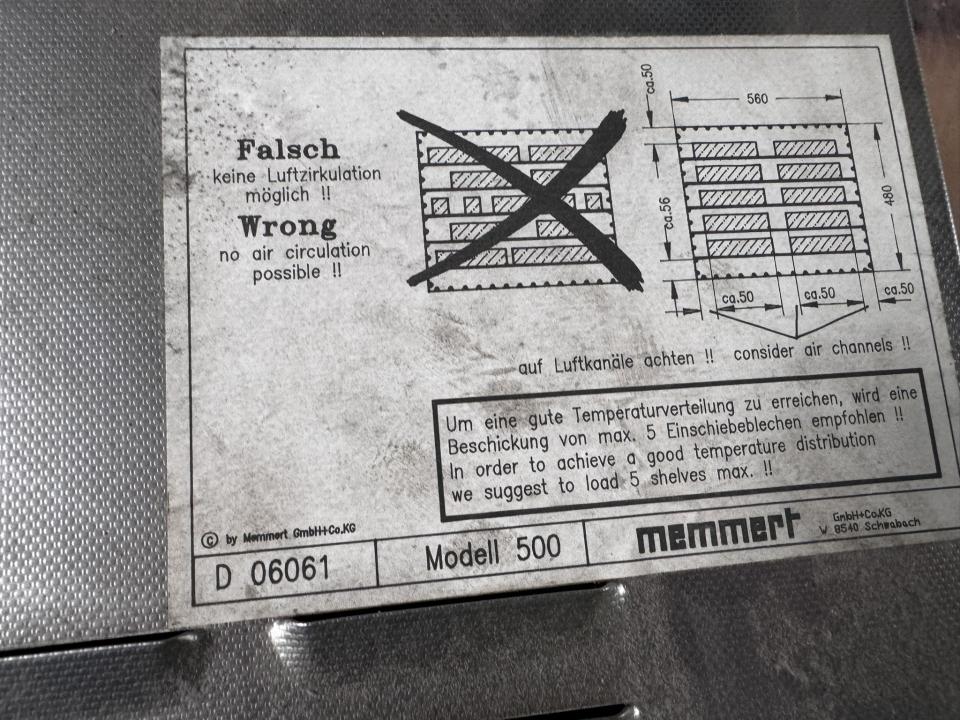 Falsch
keine Luftzirkulation
möglich !!
Wrong
no air circulation
possible !!
ca.50
560
480
ca.56
ca.50
ca.50
ca.50
auf Luftkanäle achten !! consider air channels !!
Um eine gute Temperaturverteilung zu erreichen, wird eine
Beschickung von max. 5 Einschiebeblechen empfohlen !!
In order to achieve a good temperature distribution
we suggest to load 5 shelves max. !!
© by Memmert GmbH+Co.KG
D 06061
Modell 500
memmert
GmbH+Co.KG
W 8540 Schwabach